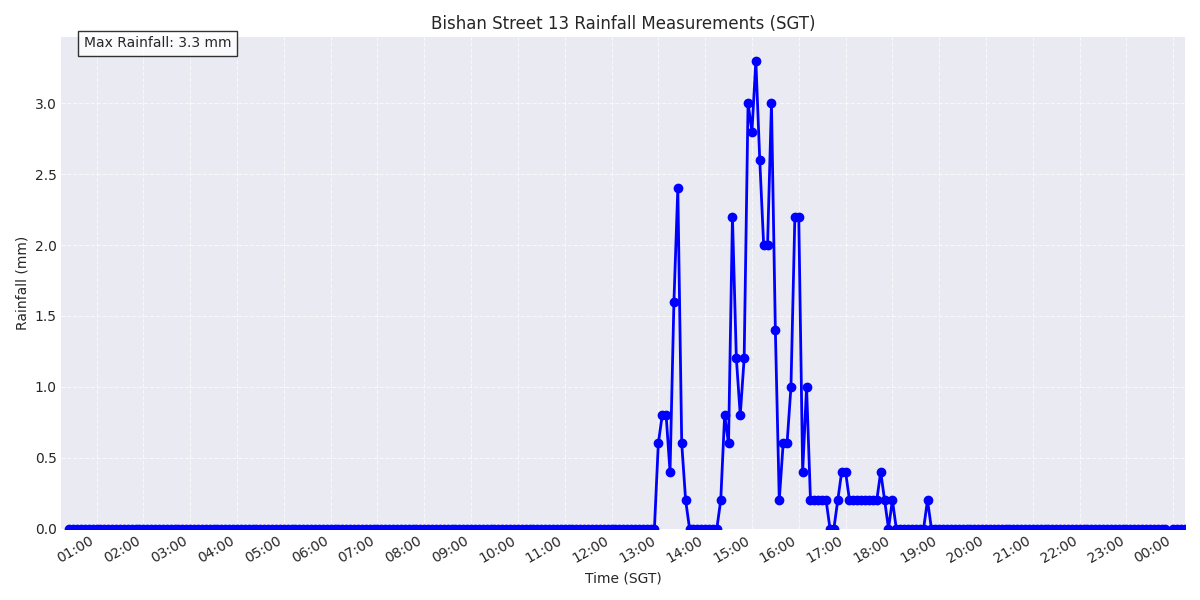 Bishan Street 13 Rainfall Measurements (SGT)
Max Rainfall: 3.3 mm
Rainfall (mm)
3.0
2.5
2.0
1.5
1.0
0.5
0.0
01:00 02:00 03:00 04:00 05:00 06:00 07:00 08:00 09:00 10:00 11:00 12:00 13:00 14:00 15:00 16:00 17:00 18:00 19:00 20:00 21:00 22:00 23:00 00:00
Time (SGT)